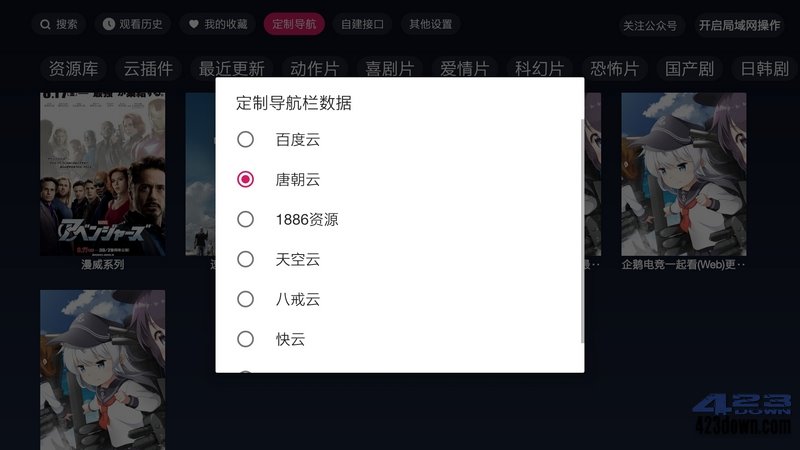 搜索 观看历史 我的收藏 定制导航 自建接口 其他设置 关注公众号 开启局域网操作
资源库 云插件 最近更新 动作片 喜剧片 爱情片 科幻片 恐怖片 国产剧 日韩剧
定制导航栏数据
百度云
唐朝云
1886资源
天空云
八戒云
快云
アベンジャーズ
漫威系列
企鹅电竞一起看(Web)更··
423
DOWN
423down.com